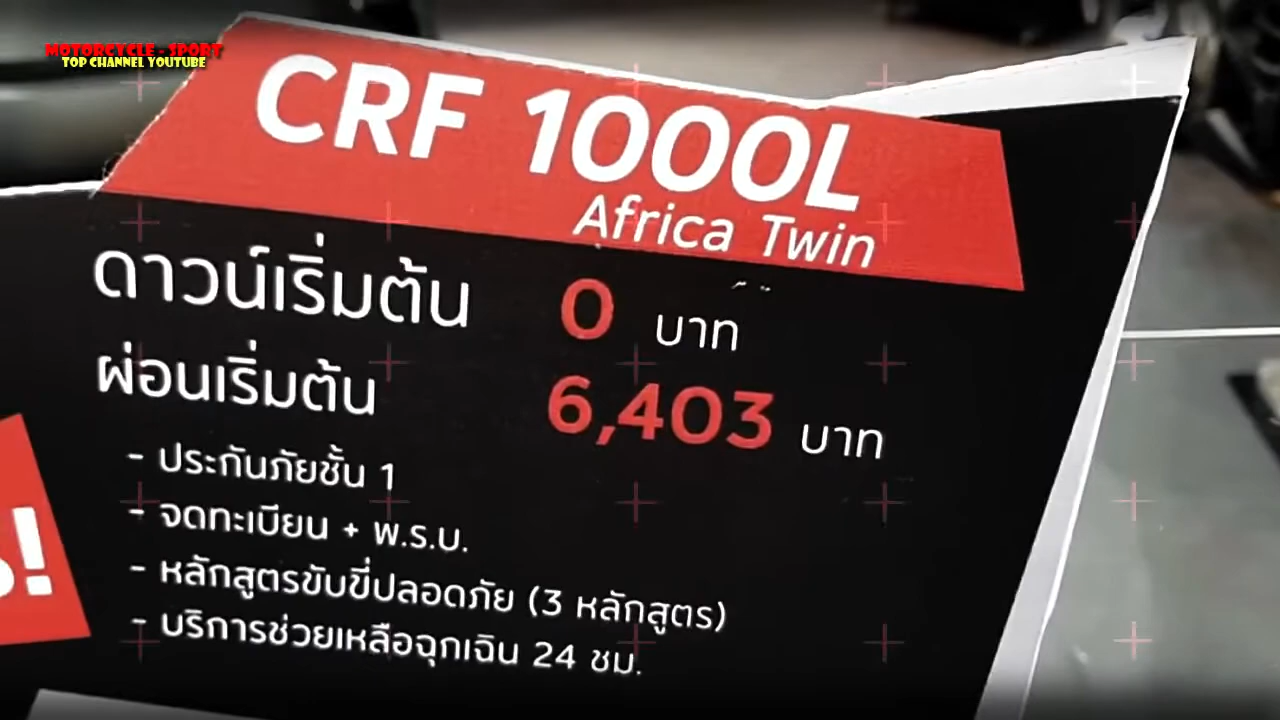 MOTORCYCLE - SPORT
TOP CHANNEL YOUTUBE
CRF 1000L
Africa Twin
ดาวน์เริ่มต้น 0 บาท
ผ่อนเริ่มต้น 6,403 บาท
- ประกันภัยชั้น 1
- จดทะเบียน + พ.ร.บ.
- หลักสูตรขับขี่ปลอดภัย (3 หลักสูตร)
- บริการช่วยเหลือฉุกเฉิน 24 ชม.